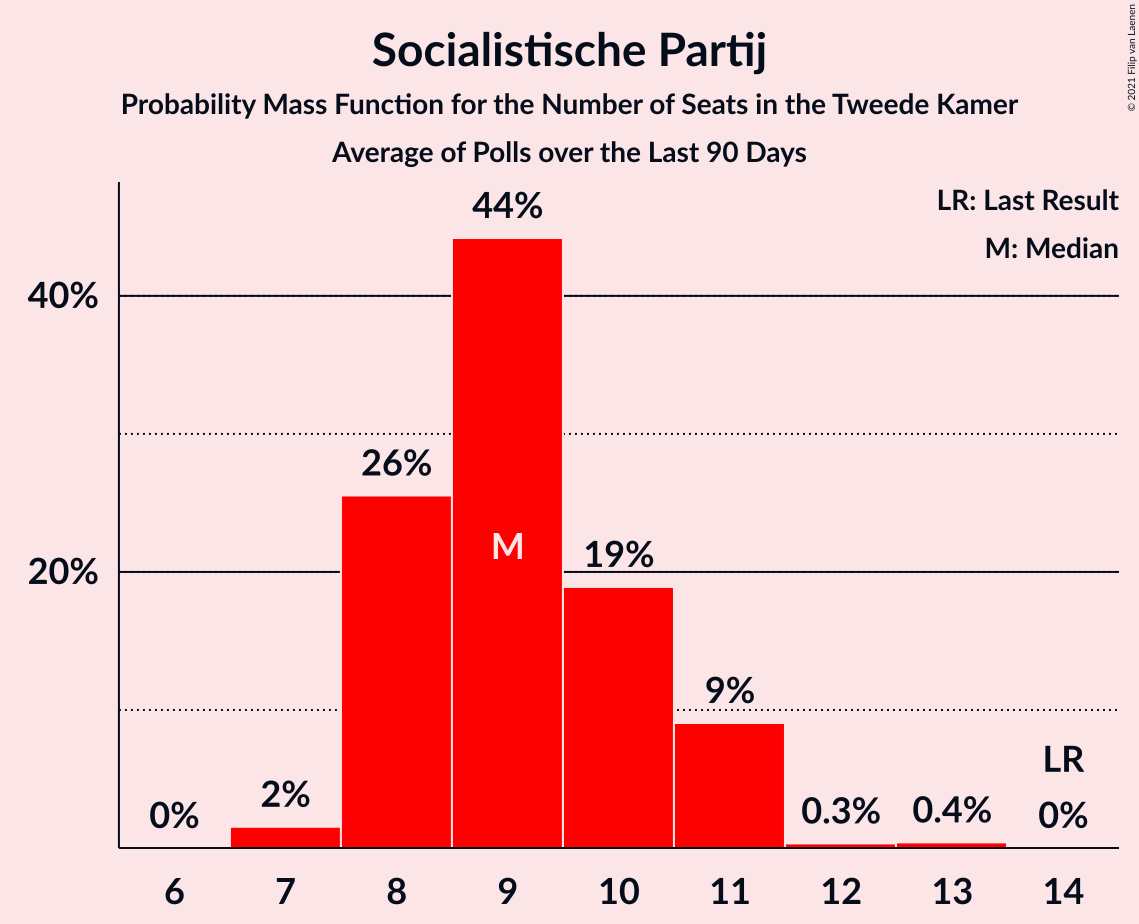 Socialistische Partij
Probability Mass Function for the Number of Seats in the Tweede Kamer
Average of Polls over the Last 90 Days
© 2021 Filip van Laenen
LR: Last Result
M: Median
40%
20%
0%
2%
26%
44%
M
19%
9%
0.3%
0.4%
LR
0%
6 7 8 9 10 11 12 13 14